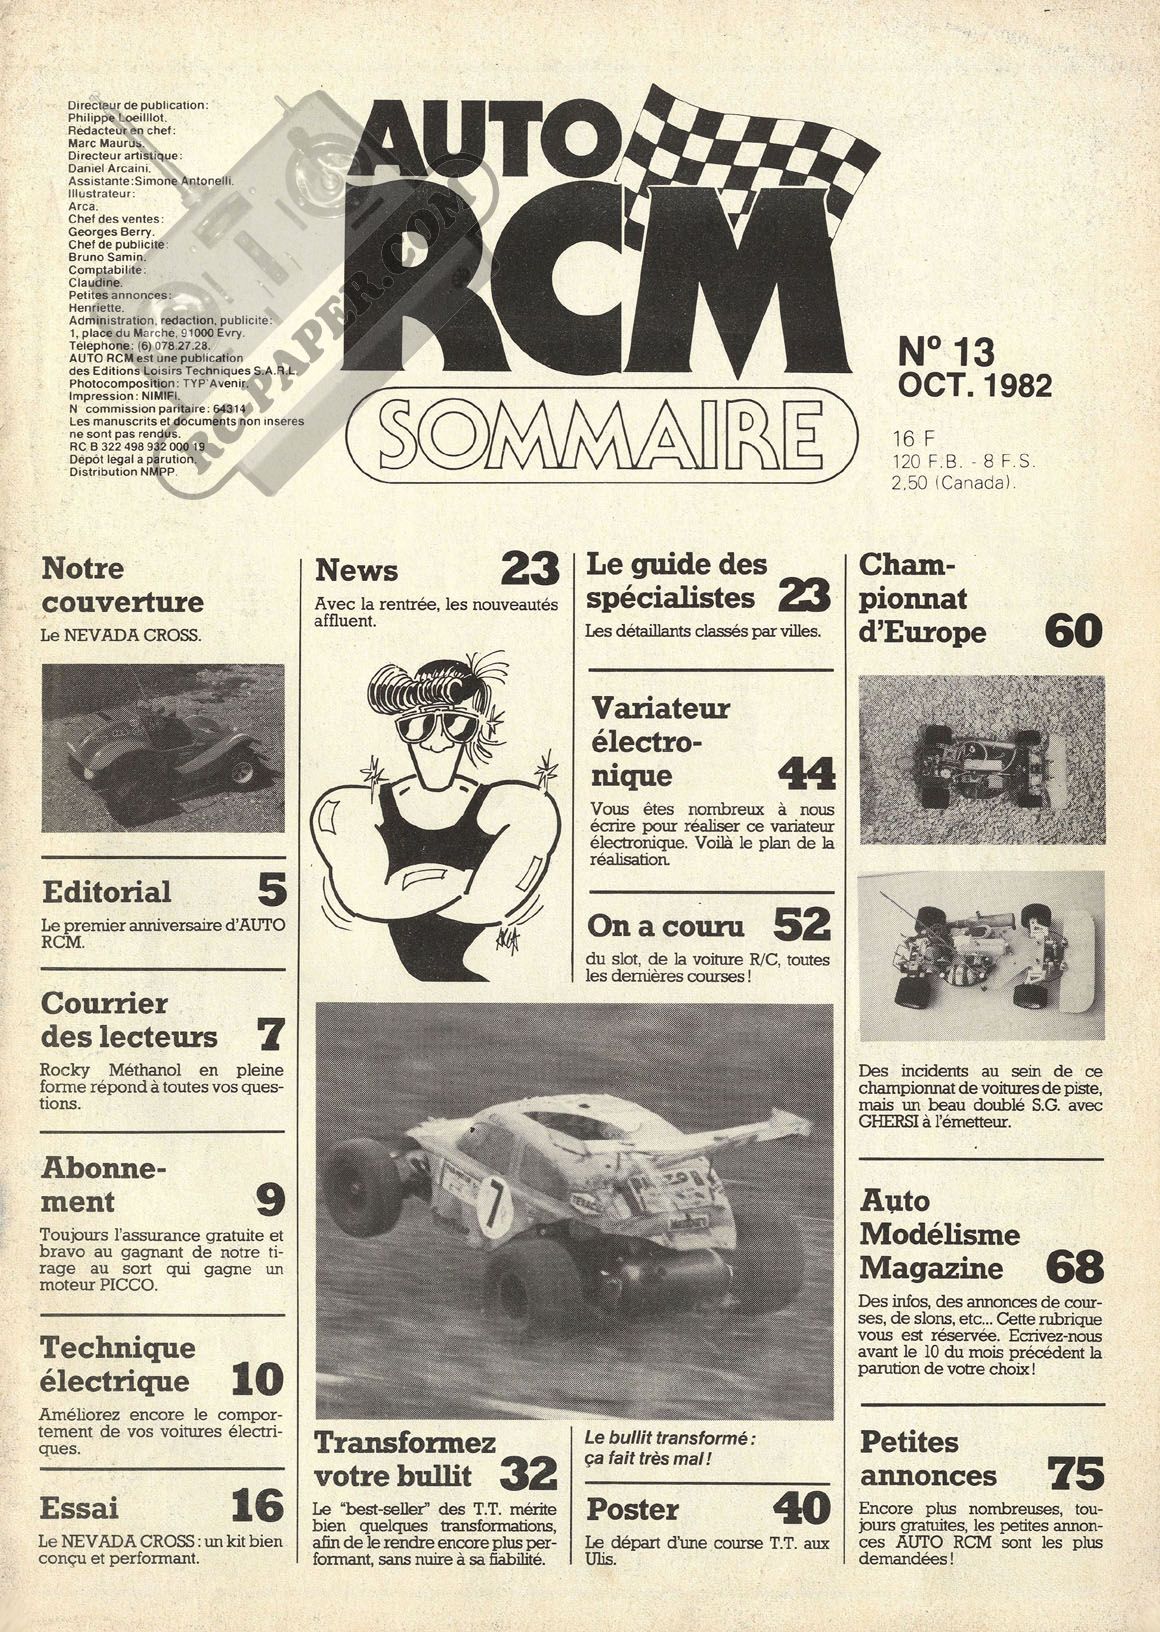 Directeur de publication:
Philippe Loeilllot.
Redacteur en chef:
Marc Maurus.
Directeur artistique:
Daniel Arcaini.
Assistante: Simone Antonelli.
Illustrateur:
Arca.
Chef des ventes:
Georges Berry.
Chef de publicité:
Bruno Samin.
Comptabilité:
Claudine.
Petites annonces:
Henriette.
Administration, redaction, publicite:
1, place du Marche, 91000 Evry.
Telephone: (6) 078.27.28.
AUTO RCM est une publication
des Editions Loisirs Techniques S.A.R.L.
Photocomposition: TYP'Avenir.
Impression: NIMIFI.
N commission paritaire: 64314
Les manuscrits et documents non inseres
ne sont pas rendus.
RC B 322 498 932 000 19
Dépôt legal a parution.
Distribution NMPP.
RC-PAPER.COM
AUTO
RCM
SOMMAIRE
N° 13
OCT. 1982
16 F
120 F.B. - 8 F.S.
2,50 (Canada).
Notre
couverture
Le NEVADA CROSS.
Editorial 5
Le premier anniversaire d'AUTO
RCM.
Courrier
des lecteurs 7
Rocky Méthanol en pleine
forme répond à toutes vos ques-
tions.
Abonne-
ment 9
Toujours l'assurance gratuite et
bravo au gagnant de notre ti-
rage au sort qui gagne un
moteur PICCO.
Technique
électrique 10
Améliorez encore le compor-
tement de vos voitures électri-
ques.
Essai 16
Le NEVADA CROSS: un kit bien
conçu et performant.
News 23
Avec la rentrée, les nouveautés
affluent.
ARCA
7
Transformez
votre bullit 32
Le "best-seller" des T.T. mérite
bien quelques transformations,
afin de le rendre encore plus per-
formant, sans nuire à sa fiabilité.
Le guide des
spécialistes 23
Les détaillants classés par villes.
Variateur
électro-
nique 44
Vous êtes nombreux à nous
écrire pour réaliser ce variateur
électronique. Voilà le plan de la
réalisation.
On a couru 52
du slot, de la voiture R/C, toutes
les dernières courses!
Le bullit transformé:
ça fait très mal!
Poster 40
Le départ d'une course T.T. aux
Ulis.
Cham-
pionnat
d'Europe 60
Des incidents au sein de ce
championnat de voitures de piste,
mais un beau doublé S.G. avec
GHERSI à l'émetteur.
Auto
Modélisme
Magazine 68
Des infos, des annonces de cour-
ses, de slons, etc... Cette rubrique
vous est réservée. Ecrivez-nous
avant le 10 du mois précédent la
parution de votre choix!
Petites
annonces 75
Encore plus nombreuses, tou-
jours gratuites, les petites annon-
ces AUTO RCM sont les plus
demandées!